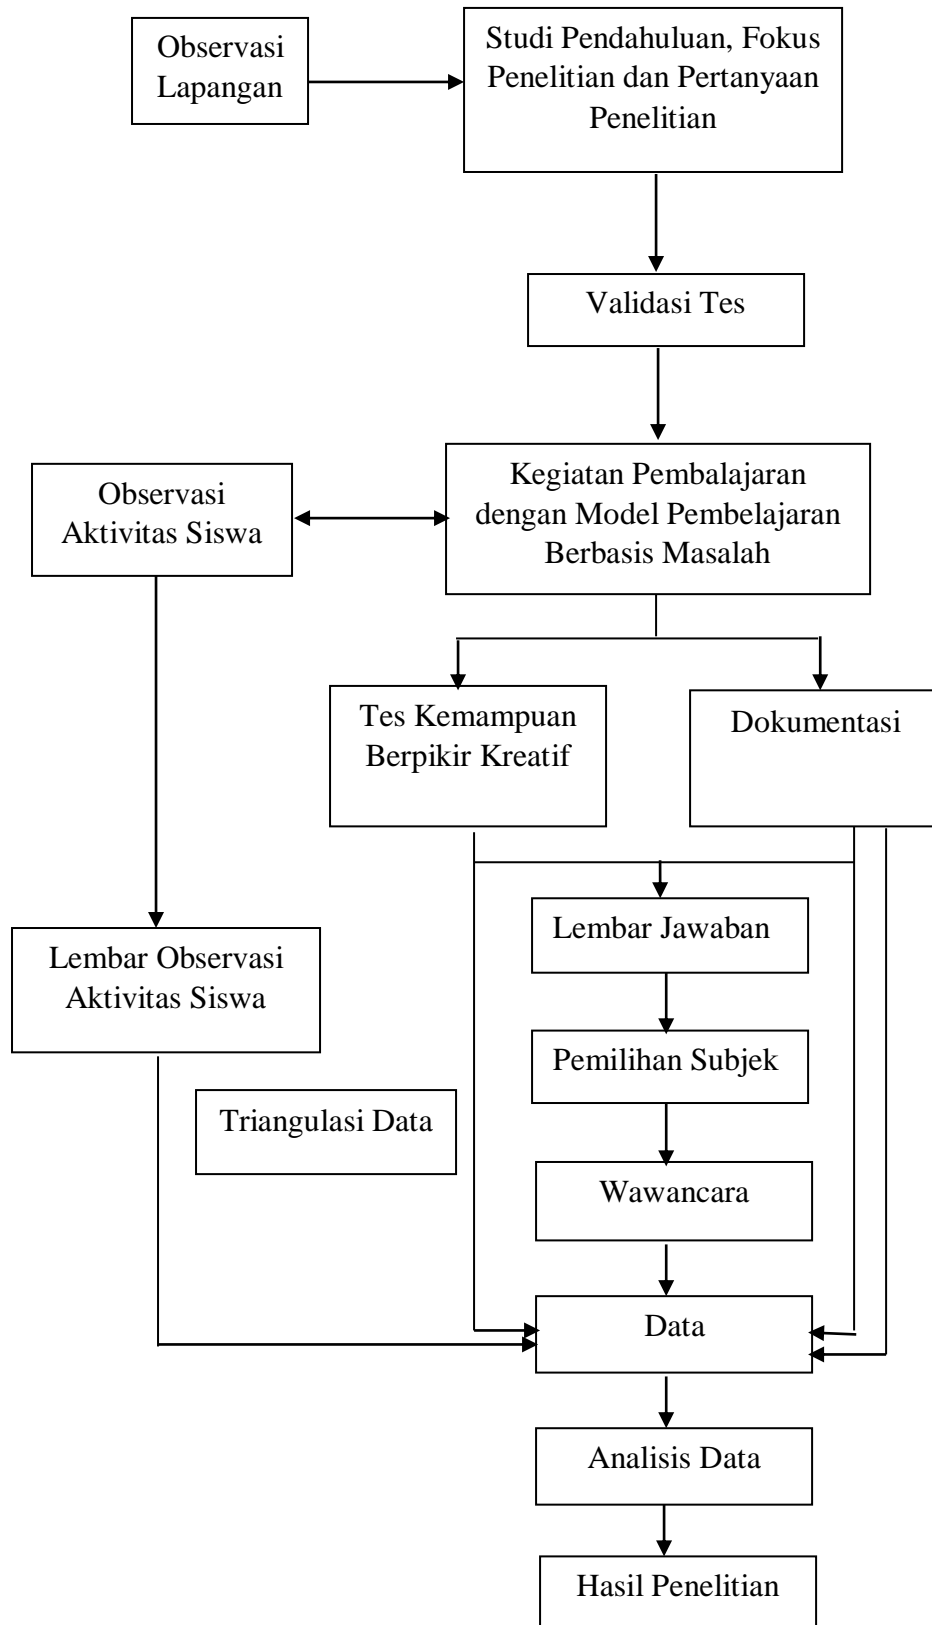 Observasi
Lapangan
Studi Pendahuluan, Fokus
Penelitian dan Pertanyaan
Penelitian
Validasi Tes
Observasi
Aktivitas Siswa
Kegiatan Pembalajaran
dengan Model Pembelajaran
Berbasis Masalah
Tes Kemampuan
Berpikir Kreatif
Dokumentasi
Lembar Jawaban
Lembar Observasi
Aktivitas Siswa
Pemilihan Subjek
Triangulasi Data
Wawancara
Data
Analisis Data
Hasil Penelitian